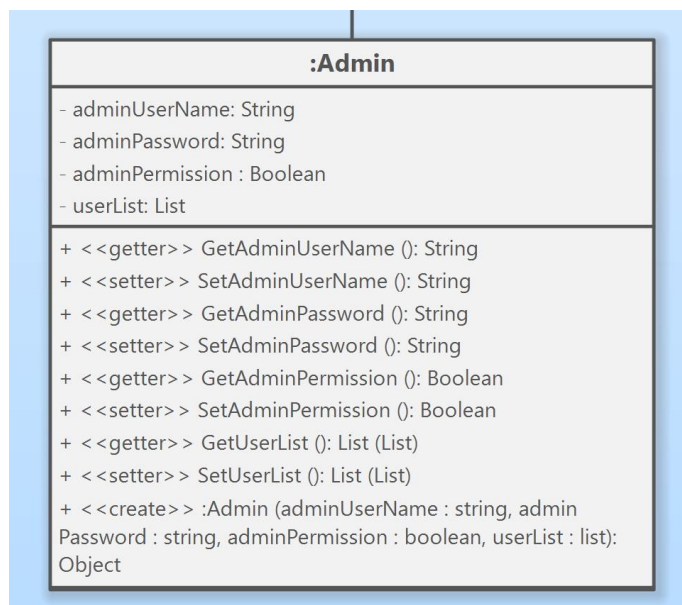 :Admin
- adminUserName: String
- adminPassword: String
- adminPermission : Boolean
- userList: List
+ <<getter>> GetAdminUserName (): String
+ <<setter>> SetAdminUserName (): String
+ <<getter>> GetAdminPassword (): String
+ <<setter>> SetAdminPassword (): String
+ <<getter>> GetAdminPermission (): Boolean
+ <<setter>> SetAdminPermission (): Boolean
+ <<getter>> GetUserList (): List (List)
+ <<setter>> SetUserList (): List (List)
+ <<create>> :Admin (adminUserName : string, admin
Password : string, adminPermission : boolean, userList : list):
Object